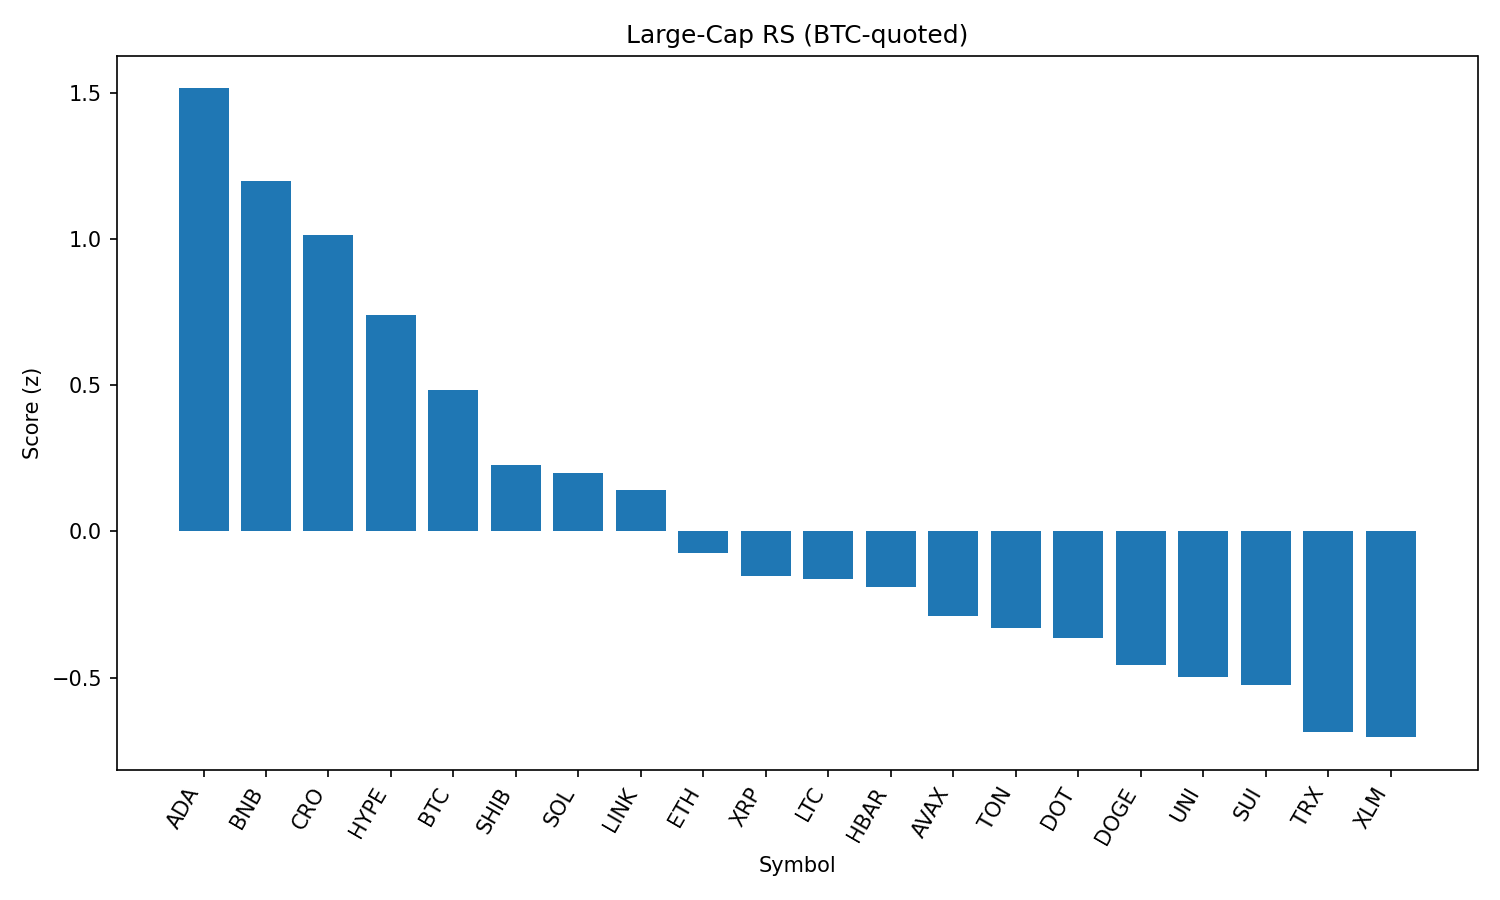 Large-Cap RS (BTC-quoted)
Score (z)
1.5
1.0
0.5
0.0
−0.5
ADA
BNB
CRO
HYPE
BTC
SHIB
SOL
LINK
ETH
XRP
LTC
HBAR
AVAX
TON
DOT
DOGE
UNI
SUI
TRX
XLM
Symbol